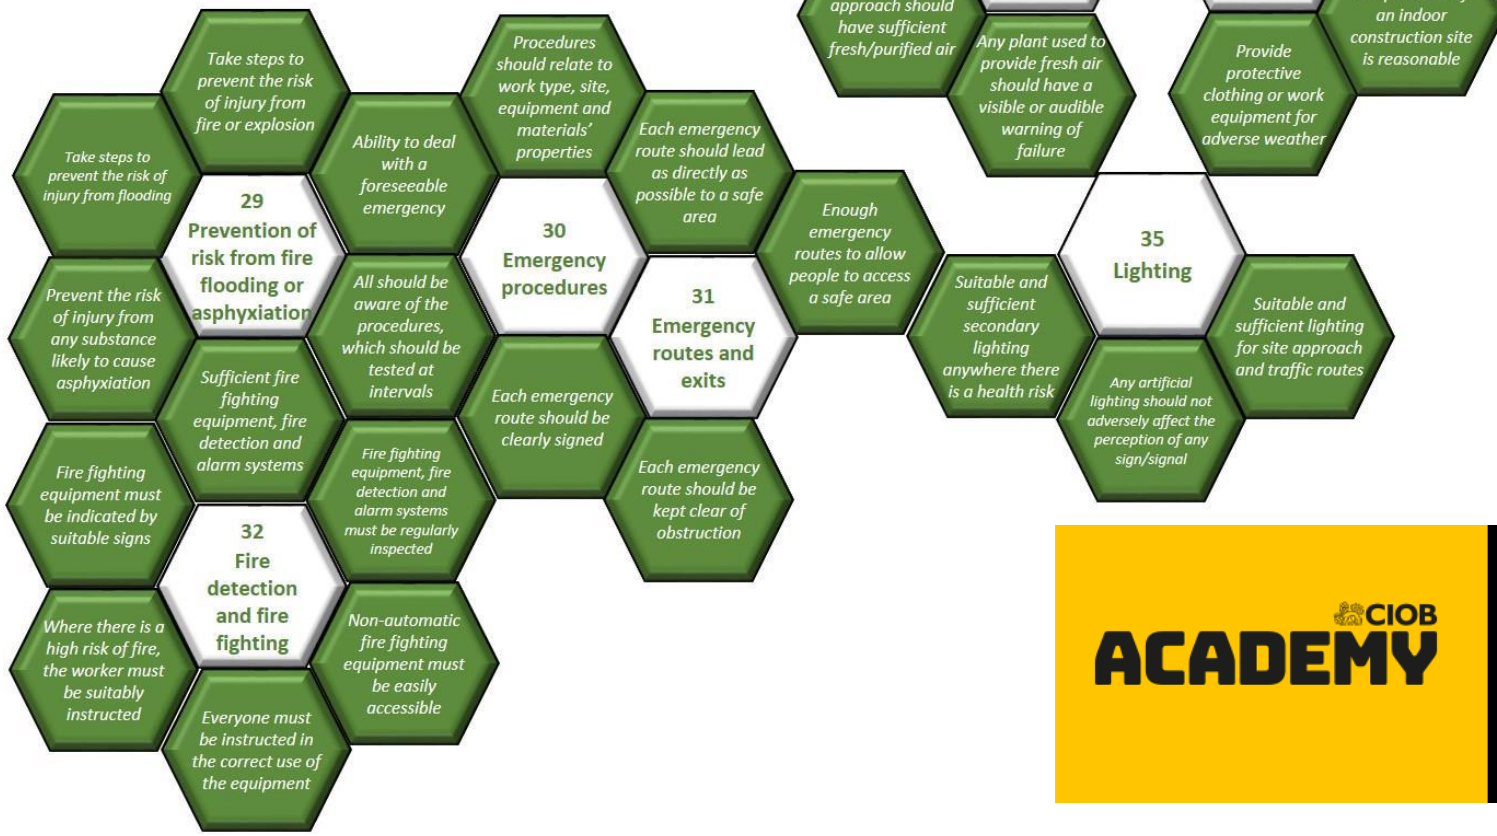 Take steps to
prevent the risk
of injury from
fire or explosion
Take steps to
prevent the risk of
injury from flooding
Ability to deal
with a
foreseeable
emergency
29
Prevention of
risk from fire
flooding or
asphyxiation
Prevent the risk
of injury from
any substance
likely to cause
asphyxiation
All should be
aware of the
procedures,
which should be
tested at
intervals
Sufficient fire
fighting
equipment, fire
detection and
alarm systems
Procedures
should relate to
work type, site,
equipment and
materials’
properties
30
Emergency
procedures
Each emergency
route should lead
as directly as
possible to a safe
area
Enough
emergency
routes to allow
people to access
a safe area
31
Emergency
routes and
exits
Each emergency
route should be
clearly signed
Each emergency
route should be
kept clear of
obstruction
Fire fighting
equipment must
be indicated by
suitable signs
Fire fighting
equipment, fire
detection and
alarm systems
must be regularly
inspected
32
Fire
detection
and fire
fighting
Where there is a
high risk of fire,
the worker must
be suitably
instructed
Non-automatic
fire fighting
equipment must
be easily
accessible
Everyone must
be instructed in
the correct use of
the equipment
approach should
have sufficient
fresh/purified air
Any plant used to
provide fresh air
should have a
visible or audible
warning of
failure
Provide
protective
clothing or work
equipment for
adverse weather
an indoor
construction site
is reasonable
35
Lighting
Suitable and
sufficient
secondary
lighting
anywhere there
is a health risk
Suitable and
sufficient lighting
for site approach
and traffic routes
Any artificial
lighting should not
adversely affect the
perception of any
sign/signal
CIOB
ACADEMY